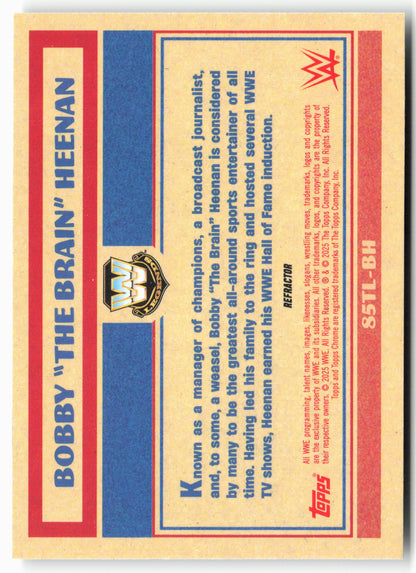 BOBBY "THE BRAIN" HEENAN
W
LEGENDS
Known as a manager of champions, a broadcast journalist,
and, to some, a weasel, Bobby "The Brain" Heenan is considered
by many to be the greatest all-around sports entertainer of all
time. Having led his family to the ring and hosted several WWE
TV shows, Heenan earned his WWE Hall of Fame induction.
REFRACTOR
All WWE programming, talent names, images, likenesses, slogans, wrestling moves, trademarks, logos and copyrights
are the exclusive property of WWE and its subsidiaries. All other trademarks, logos and copyrights are the property of
their respective owners. © 2025 WWE. All Rights Reserved. ® & © 2025 The Topps Company, Inc. All Rights Reserved.
Topps and Topps Chrome are registered trademarks of The Topps Company, Inc.
Topps
W
85TL-BH